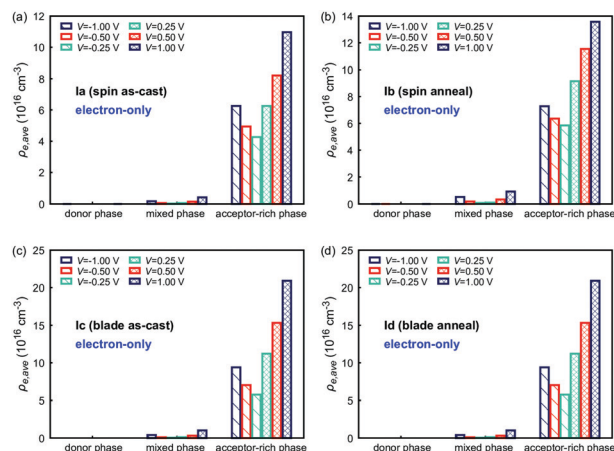 (a)
V=-1.00 V V=0.25 V
V=-0.50 V V=0.50 V
V=-0.25 V V=1.00 V
Ia (spin as-cast)
electron-only
ρe,ave (10^16 cm^-3)
12
10
8
6
4
2
0
donor phase mixed phase acceptor-rich phase
(b)
V=-1.00 V V=0.25 V
V=-0.50 V V=0.50 V
V=-0.25 V V=1.00 V
Ib (spin anneal)
electron-only
ρe,ave (10^16 cm^-3)
14
12
10
8
6
4
2
0
donor phase mixed phase acceptor-rich phase
(c)
V=-1.00 V V=0.25 V
V=-0.50 V V=0.50 V
V=-0.25 V V=1.00 V
Ic (blade as-cast)
electron-only
ρe,ave (10^16 cm^-3)
25
20
15
10
5
0
donor phase mixed phase acceptor-rich phase
(d)
V=-1.00 V V=0.25 V
V=-0.50 V V=0.50 V
V=-0.25 V V=1.00 V
Id (blade anneal)
electron-only
ρe,ave (10^16 cm^-3)
25
20
15
10
5
0
donor phase mixed phase acceptor-rich phase